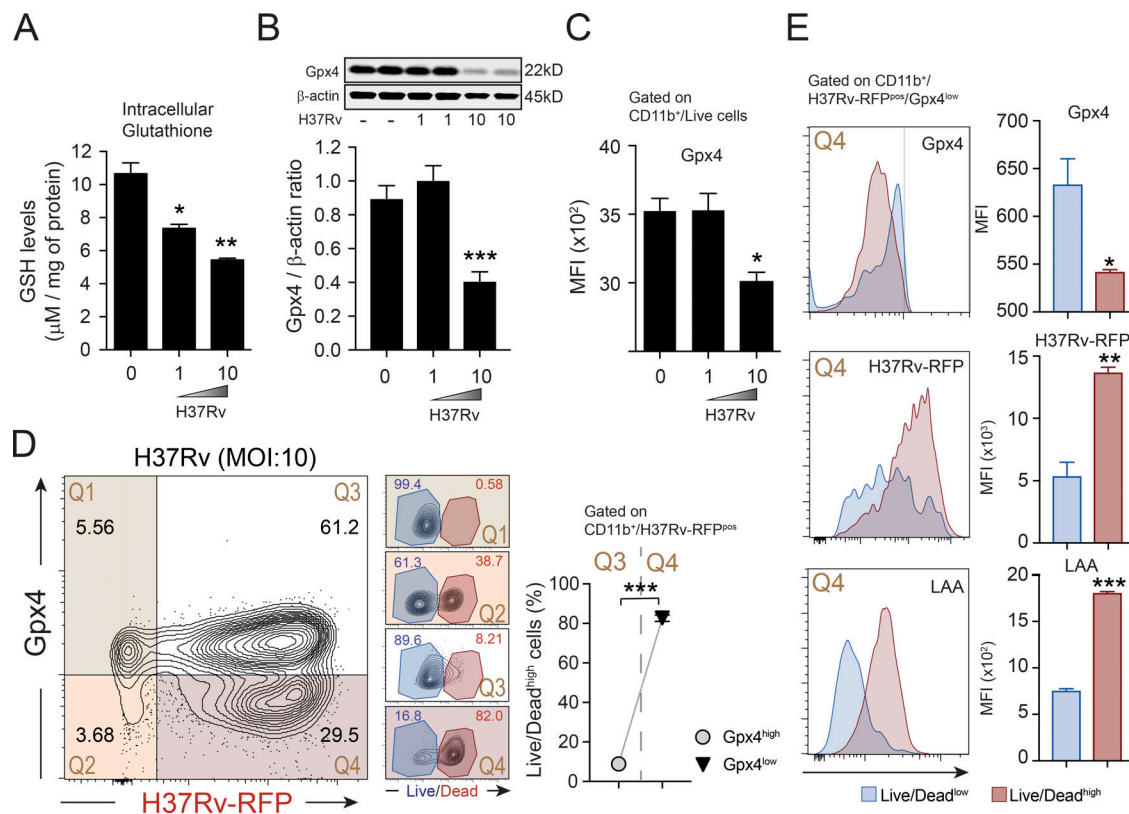 A
Intracellular
Glutathione
GSH levels
(μM / mg of protein)
12
10
8
6
4
2
0
*
**
0 1 10
H37Rv
B
Gpx4
22kD
β-actin
45kD
H37Rv - - 1 1 10 10
Gpx4 / β-actin ratio
1.2
1.0
0.8
0.6
0.4
0.2
0.0
***
0 1 10
H37Rv
C
Gated on
CD11b⁺/Live cells
Gpx4
MFI (x10²)
40
35
30
*
0 1 10
H37Rv
D
H37Rv (MOI:10)
Gpx4
Q1
5.56
Q3
61.2
3.68
Q2
29.5
Q4
H37Rv-RFP
99.4 0.58
Q1
61.3 38.7
Q2
89.6 8.21
Q3
16.8 82.0
Q4
Live/Dead
Gated on
CD11b⁺/H37Rv-RFPᵖᵒˢ
Q3 Q4
***
Live/Deadʰⁱᵍʰ cells (%)
100
80
60
40
20
0
Gpx4ʰⁱᵍʰ
Gpx4ˡᵒʷ
E
Gated on CD11b⁺/
H37Rv-RFPᵖᵒˢ/Gpx4ˡᵒʷ
Q4
Gpx4
Gpx4
MFI
700
650
600
550
500
*
Q4
H37Rv-RFP
H37Rv-RFP
MFI (x10³)
15
10
5
0
**
Q4
LAA
LAA
MFI (x10²)
20
15
10
5
0
***
Live/Deadˡᵒʷ
Live/Deadʰⁱᵍʰ